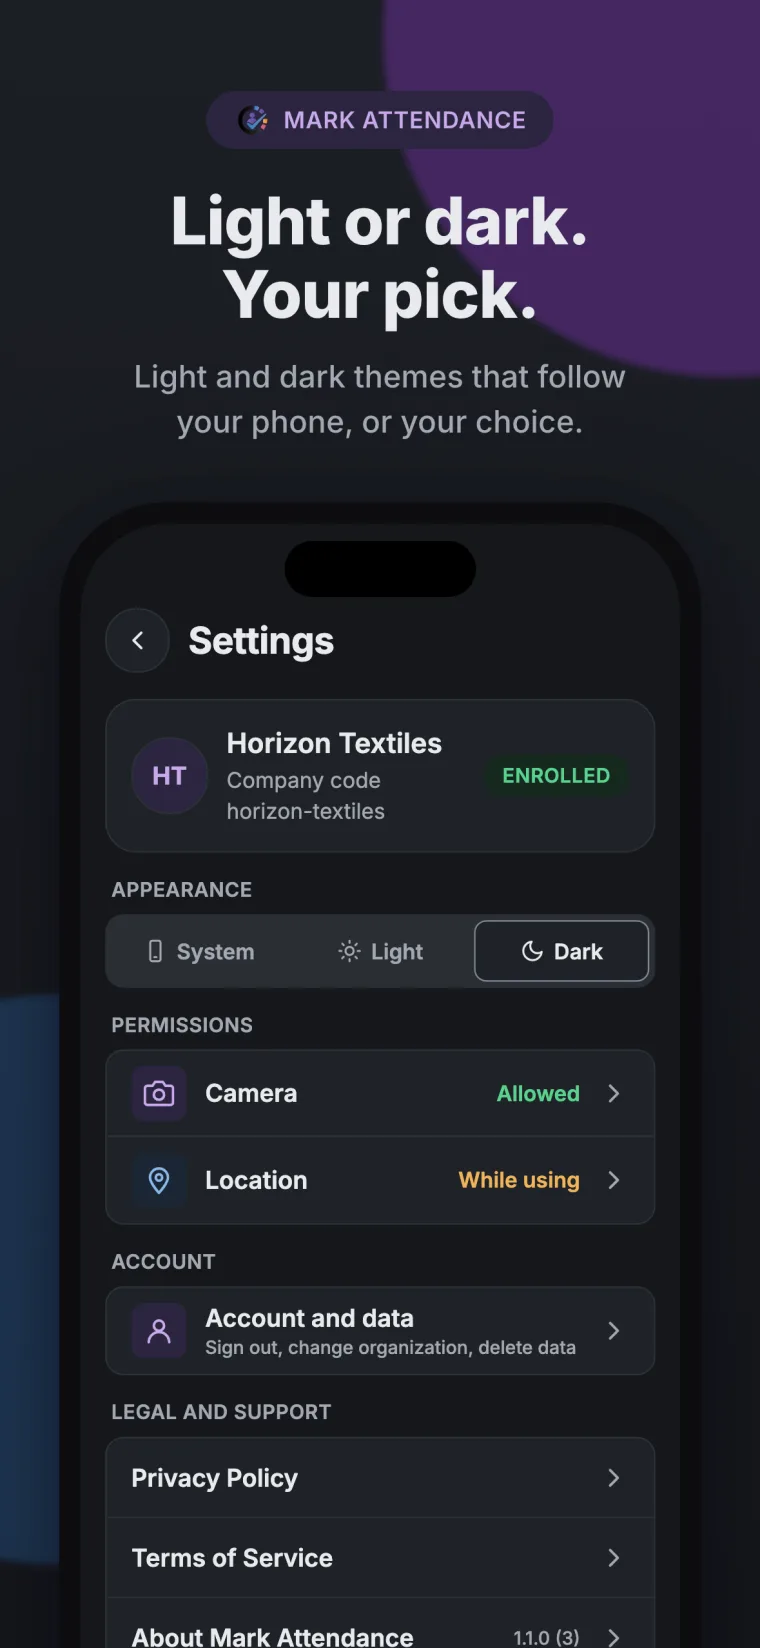 MARK ATTENDANCE
Light or dark.
Your pick.
Light and dark themes that follow
your phone, or your choice.
Settings
HT
Horizon Textiles
Company code
horizon-textiles
ENROLLED
APPEARANCE
System
Light
Dark
PERMISSIONS
Camera
Allowed
Location
While using
ACCOUNT
Account and data
Sign out, change organization, delete data
LEGAL AND SUPPORT
Privacy Policy
Terms of Service
About Mark Attendance
1.1.0 (3)